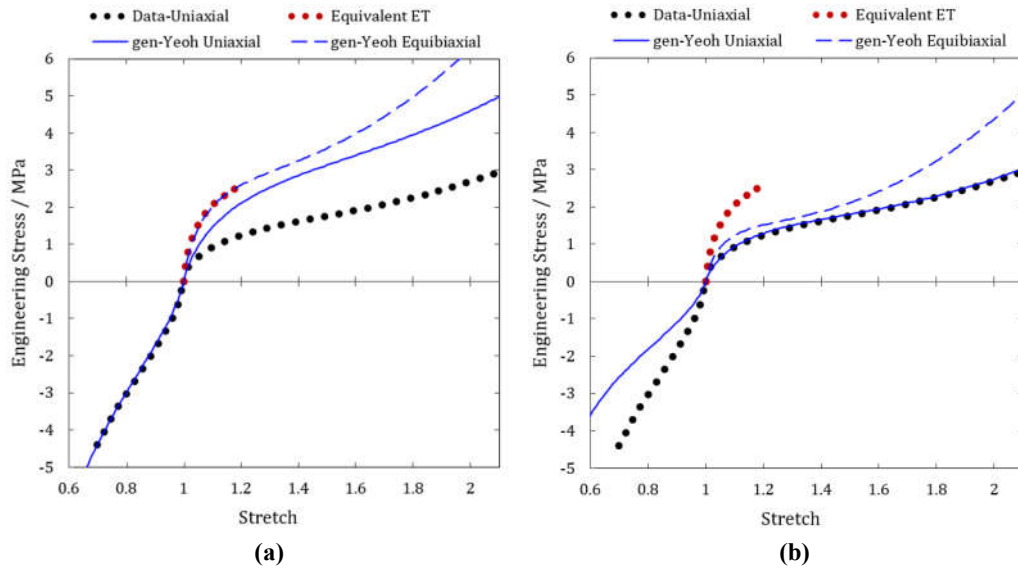 Data-Uniaxial Equivalent ET
gen-Yeoh Uniaxial gen-Yeoh Equibiaxial
6
5
4
3
2
1
0
-1
-2
-3
-4
-5
Engineering Stress / MPa
0.6 0.8 1 1.2 1.4 1.6 1.8 2
Stretch
(a)
Data-Uniaxial Equivalent ET
gen-Yeoh Uniaxial gen-Yeoh Equibiaxial
6
5
4
3
2
1
0
-1
-2
-3
-4
-5
Engineering Stress / MPa
0.6 0.8 1 1.2 1.4 1.6 1.8 2
Stretch
(b)